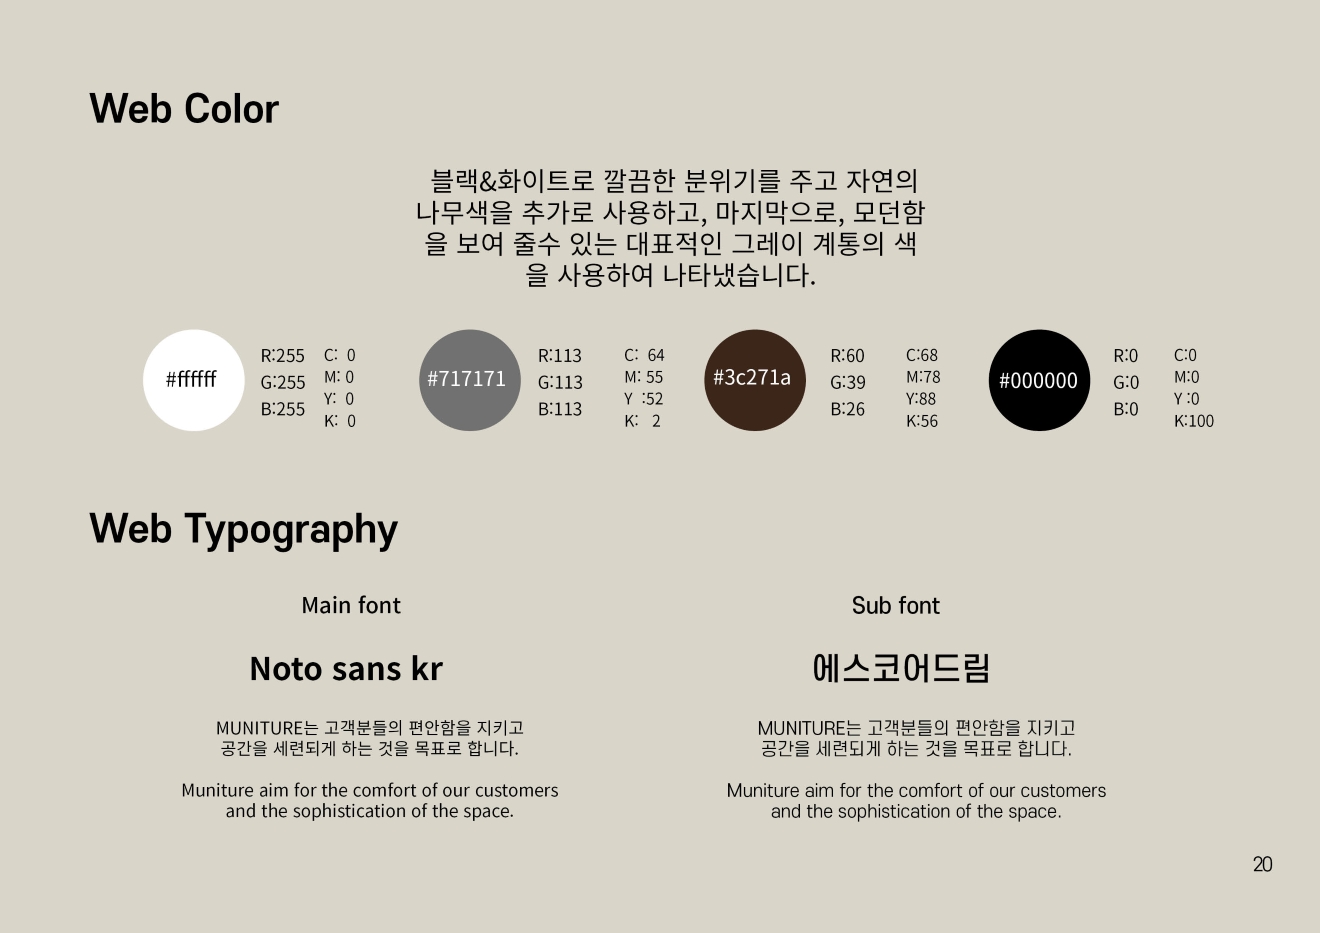 Web Color
블랙&화이트로 깔끔한 분위기를 주고 자연의
나무색을 추가로 사용하고, 마지막으로, 모던함
을 보여 줄수 있는 대표적인 그레이 계통의 색
을 사용하여 나타냈습니다.
#ffffff
R:255
G:255
B:255
C: 0
M: 0
Y: 0
K: 0
#717171
R:113
G:113
B:113
C: 64
M: 55
Y :52
K: 2
#3c271a
R:60
G:39
B:26
C:68
M:78
Y:88
K:56
#000000
R:0
G:0
B:0
C:0
M:0
Y :0
K:100
Web Typography
Main font
Noto sans kr
MUNITURE는 고객분들의 편안함을 지키고
공간을 세련되게 하는 것을 목표로 합니다.
Muniture aim for the comfort of our customers
and the sophistication of the space.
Sub font
에스코어드림
MUNITURE는 고객분들의 편안함을 지키고
공간을 세련되게 하는 것을 목표로 합니다.
Muniture aim for the comfort of our customers
and the sophistication of the space.
20